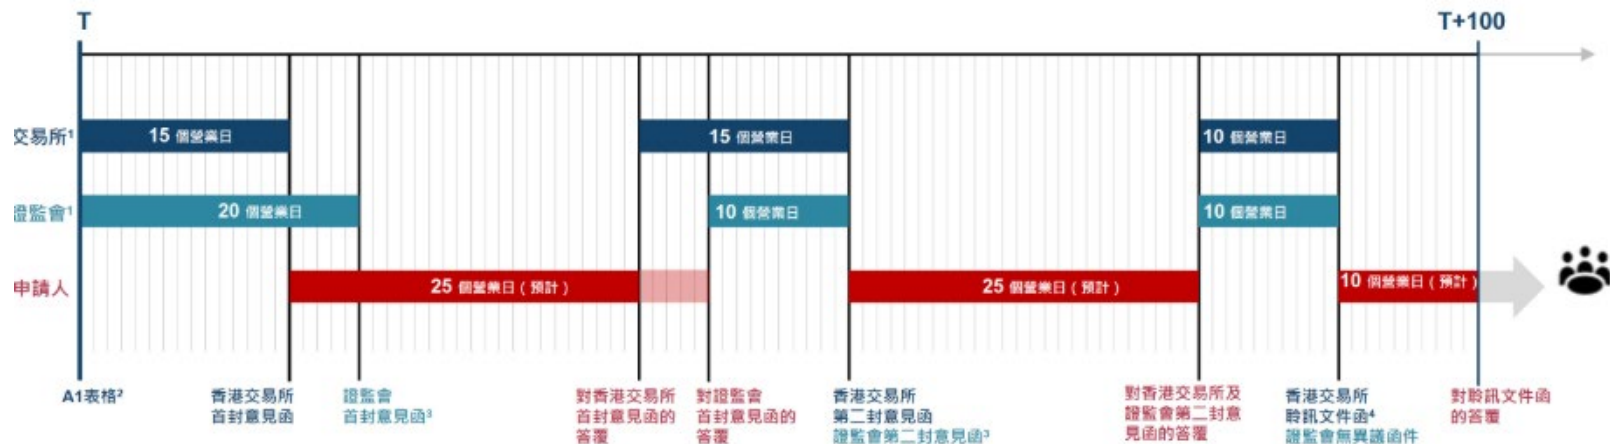 T
T+100
交易所¹
15 個營業日
15 個營業日
10 個營業日
證監會¹
20 個營業日
10 個營業日
10 個營業日
申請人
25 個營業日（預計）
25 個營業日（預計）
10 個營業日（預計）
A1表格²
香港交易所
首封意見函
證監會
首封意見函³
對香港交易所
首封意見函的
答覆
對證監會
首封意見函的
答覆
香港交易所
第二封意見函
證監會第二封意見函³
對香港交易所及
證監會第二封意
見函的答覆
香港交易所
聆訊文件函⁴
證監會無異議函件
對聆訊文件函
的答覆